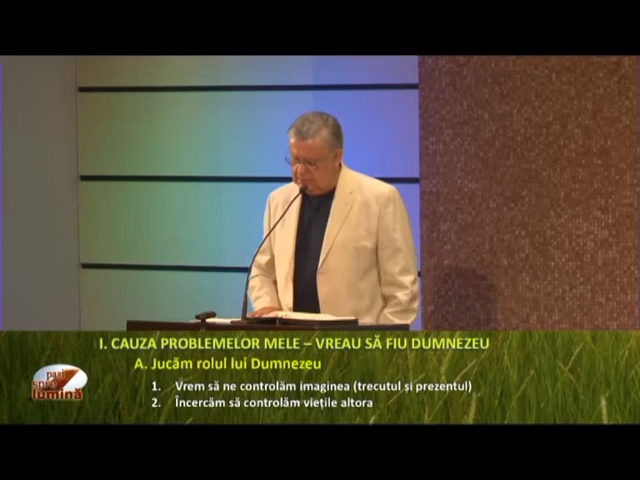 I. CAUZA PROBLEMELOR MELE – VREAU SĂ FIU DUMNEZEU
A. Jucăm rolul lui Dumnezeu
1. Vrem să ne controlăm imaginea (trecutul și prezentul)
2. Încercăm să controlăm viețile altora
pași
spre
lumină